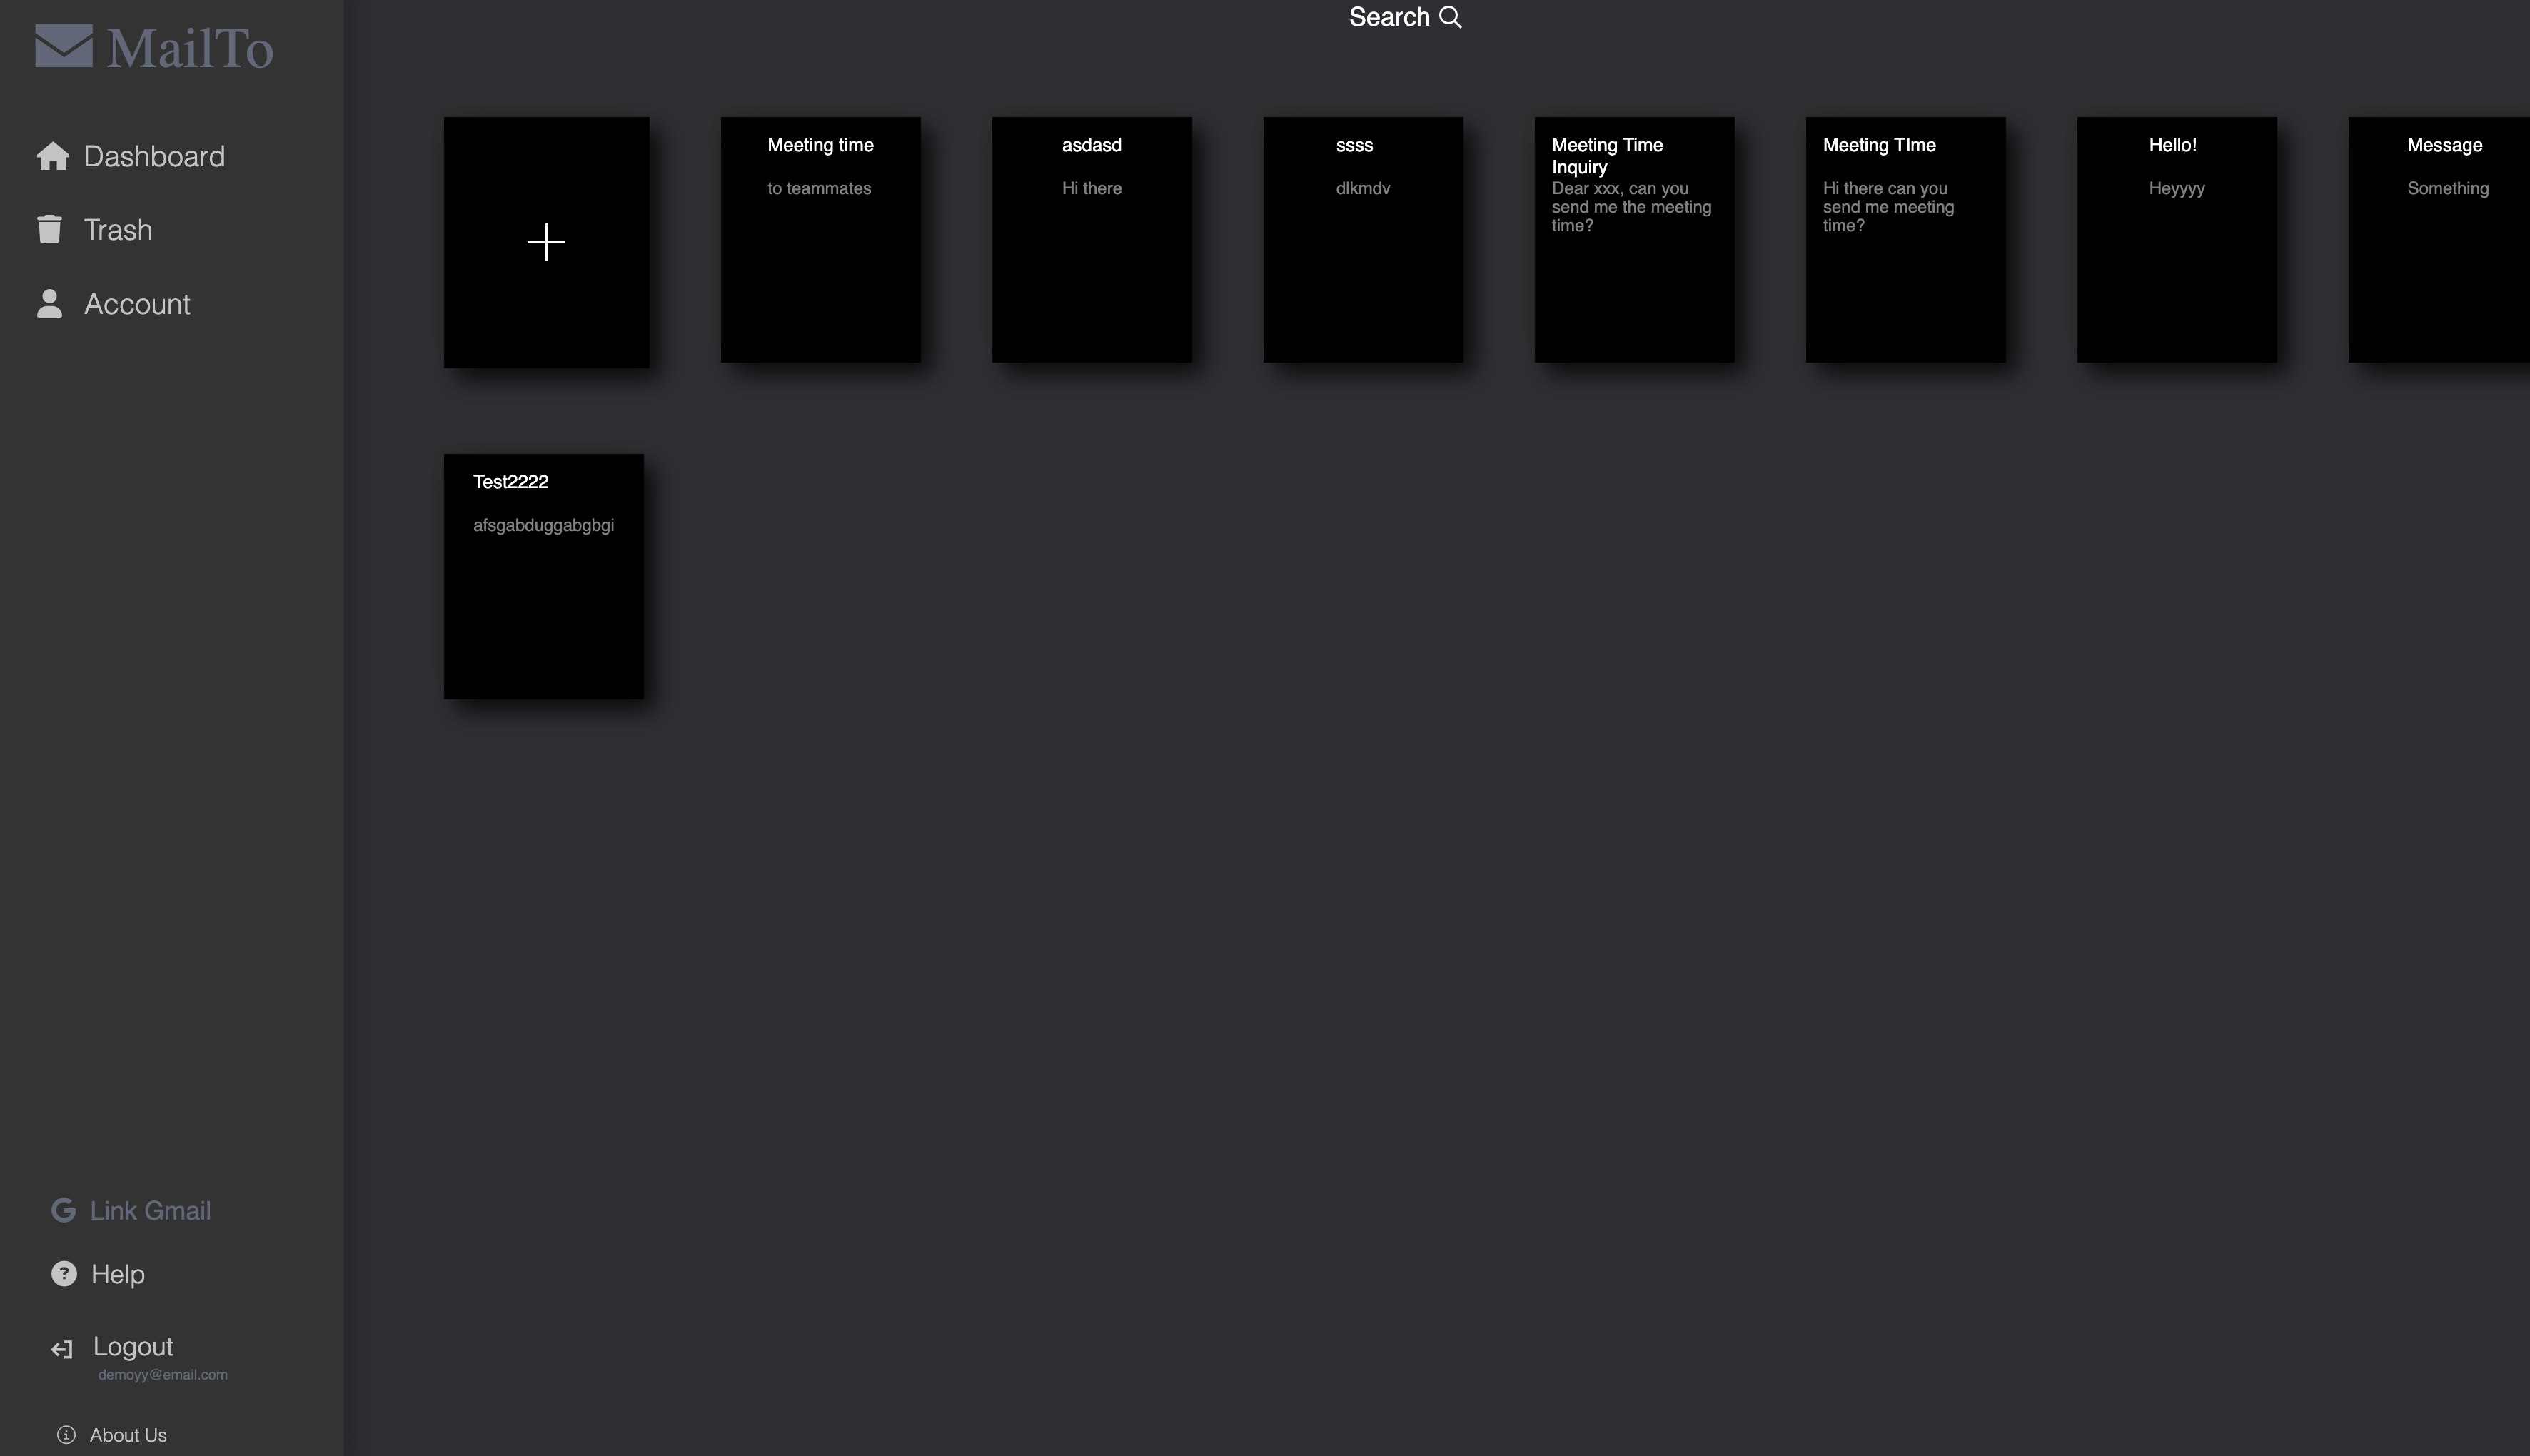 MailTo
Dashboard
Trash
Account
Link Gmail
Help
Logout
demoyy@email.com
About Us
Search
Meeting time
to teammates
asdasd
Hi there
ssss
dlkmdv
Meeting Time
Inquiry
Dear xxx, can you
send me the meeting
time?
Meeting TIme
Hi there can you
send me meeting
time?
Hello!
Heyyyy
Message
Something
Test2222
afsgabduggabgbgi